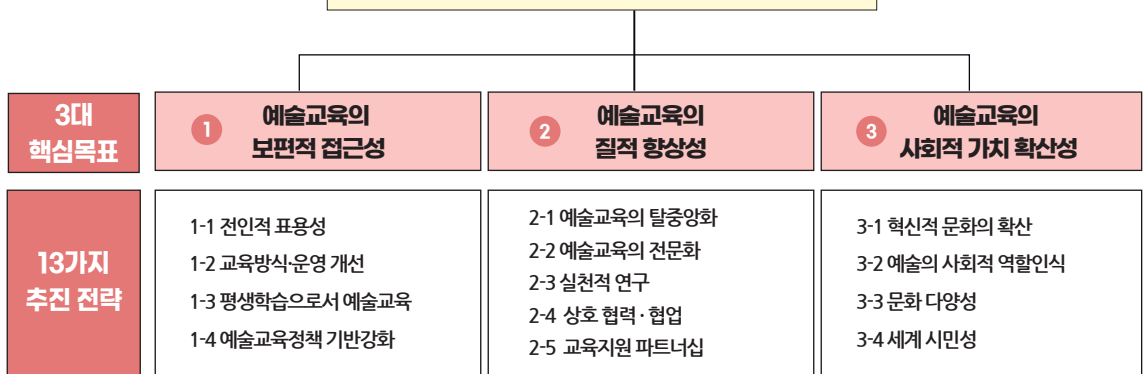 3대
핵심목표
1
예술교육의
보편적 접근성
2
예술교육의
질적 향상성
3
예술교육의
사회적 가치 확산성
13가지
추진 전략
1-1 전인적 표용성
1-2 교육방식·운영 개선
1-3 평생학습으로서 예술교육
1-4 예술교육정책 기반강화
2-1 예술교육의 탈중앙화
2-2 예술교육의 전문화
2-3 실천적 연구
2-4 상호 협력 · 협업
2-5 교육지원 파트너십
3-1 혁신적 문화의 확산
3-2 예술의 사회적 역할인식
3-3 문화 다양성
3-4 세계 시민성